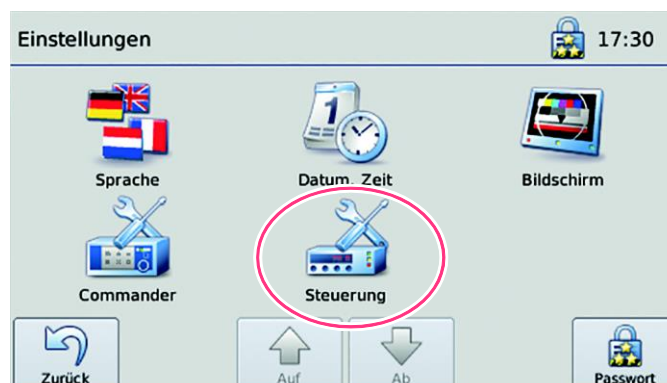 Einstellungen 17:30
Sprache Datum, Zeit Bildschirm
Commander Steuerung
Zurück Auf Ab Passwort